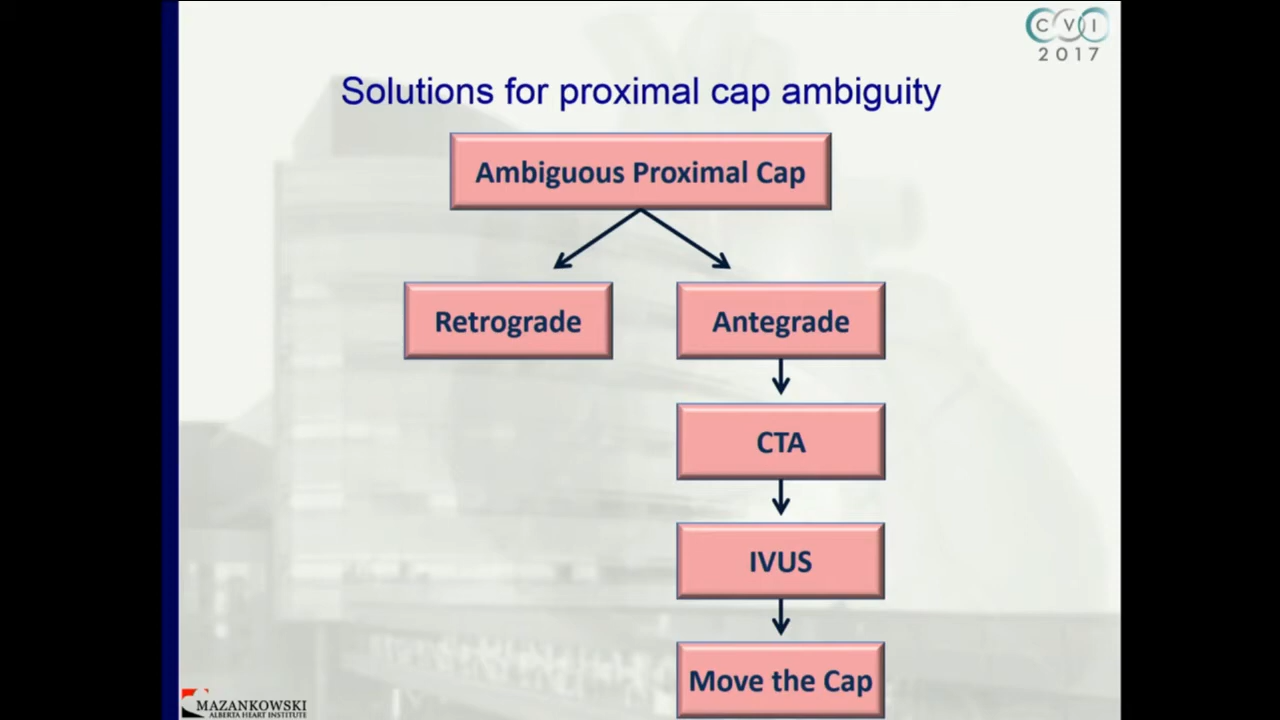 CVI
2017
Solutions for proximal cap ambiguity
Ambiguous Proximal Cap
Retrograde
Antegrade
CTA
IVUS
Move the Cap
MAZANKOWSKI
ALBERTA HEART INSTITUTE